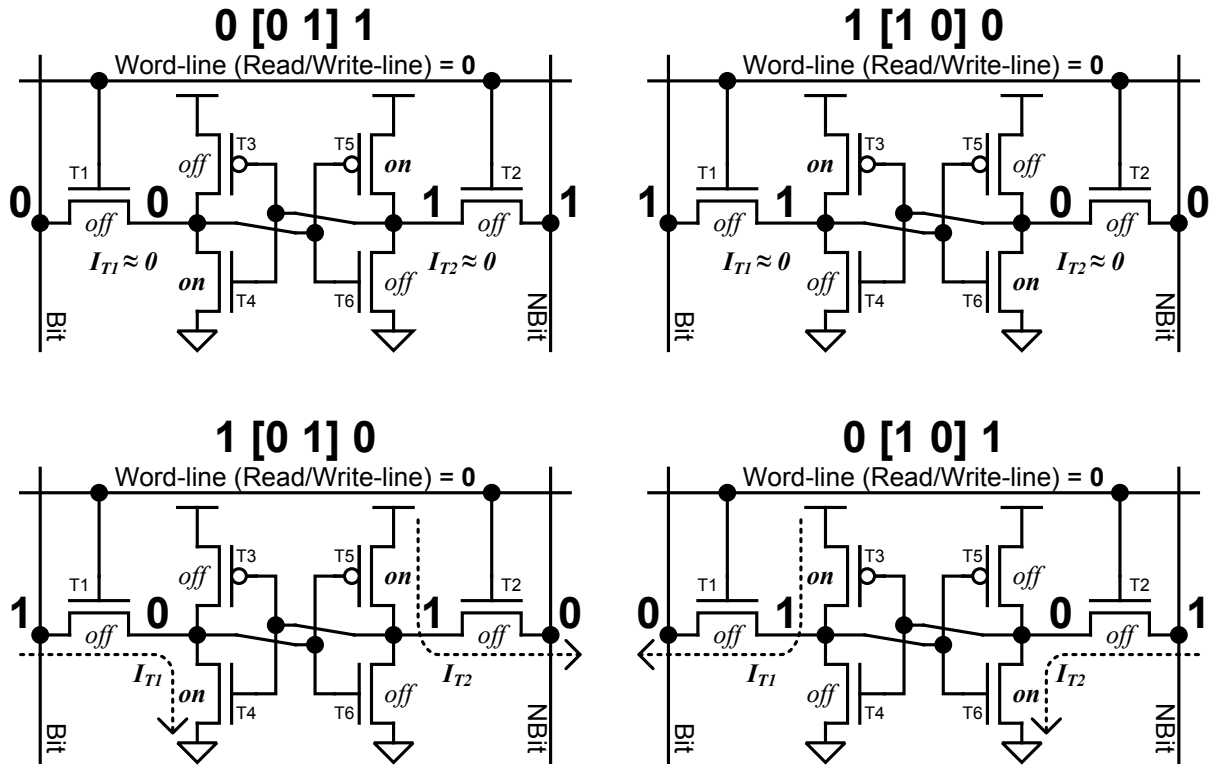 0 [0 1] 1
Word-line (Read/Write-line) = 0
T1
T3
T5
T2
off
on
0
0
1
1
off
off
I_T1 ≈ 0
on
off
I_T2 ≈ 0
T4
T6
Bit
NBit
1 [1 0] 0
Word-line (Read/Write-line) = 0
T1
T3
T5
T2
on
off
1
1
0
0
off
off
I_T1 ≈ 0
off
on
I_T2 ≈ 0
T4
T6
Bit
NBit
1 [0 1] 0
Word-line (Read/Write-line) = 0
T1
T3
T5
T2
off
on
1
0
1
0
off
off
I_T1
on
off
I_T2
T4
T6
Bit
NBit
0 [1 0] 1
Word-line (Read/Write-line) = 0
T1
T3
T5
T2
on
off
0
1
0
1
off
off
I_T1
off
on
I_T2
T4
T6
Bit
NBit